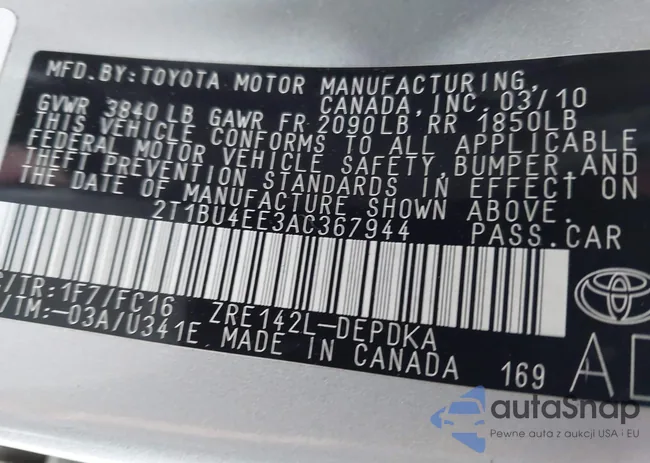 MFD. BY: TOYOTA MOTOR MANUFACTURING,
CANADA, INC. 03/10
GVWR 3840 LB GAWR FR 2090LB RR 1850LB
THIS VEHICLE CONFORMS TO ALL APPLICABLE
FEDERAL MOTOR VEHICLE SAFETY, BUMPER, AND
THEFT PREVENTION STANDARDS IN EFFECT ON
THE DATE OF MANUFACTURE SHOWN ABOVE.
2T1BU4EE3AC367944 PASS.CAR
/TR: 1F7/FC16 ZRE142L-DEPDKA
/TM:-03A/U341E MADE IN CANADA 169 A
autaSnap
Pewne auta z aukcji USA i EU